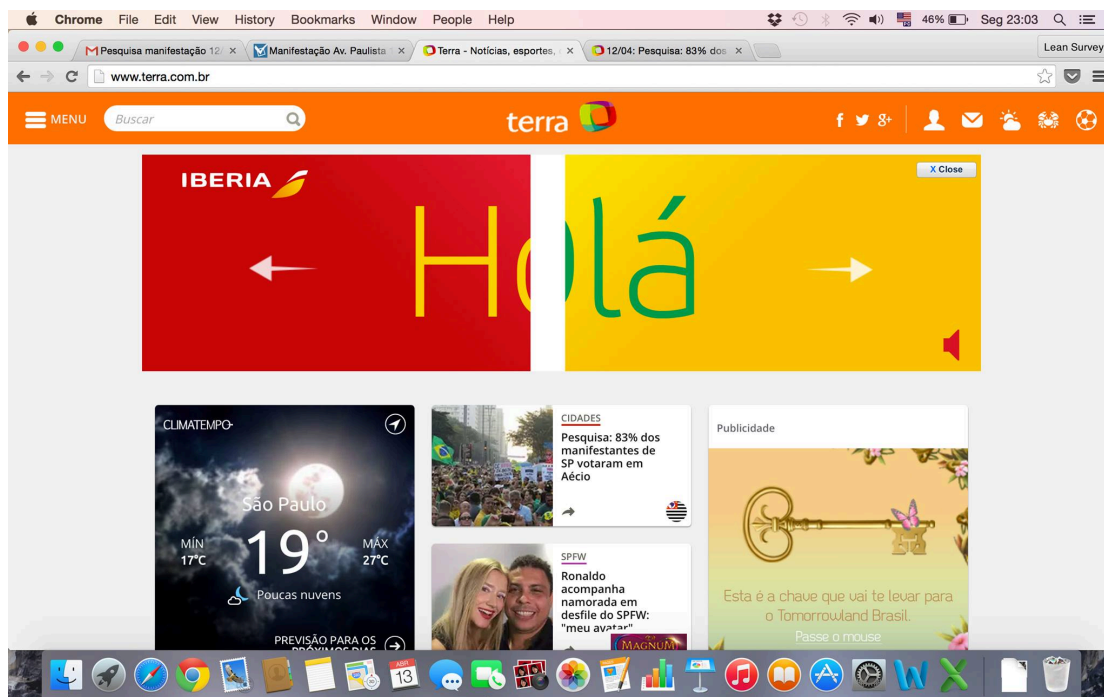 Chrome File Edit View History Bookmarks Window People Help 46% Seg 23:03
Pesquisa manifestação 12/ × Manifestação Av. Paulista 1 × Terra - Notícias, esportes, × 12/04: Pesquisa: 83% dos × Lean Survey
www.terra.com.br
MENU Buscar terra f g+
IBERIA
X Close
Holá
CLIMATEMPO
São Paulo
19°
MÍN
17°C
MÁX
27°C
Poucas nuvens
PREVISÃO PARA OS
PRÓXIMOS DIAS
CIDADES
Pesquisa: 83% dos
manifestantes de
SP votaram em
Aécio
SPFW
Ronaldo
acompanha
namorada em
desfile do SPFW:
"meu avatar"
MAGNUM
Publicidade
Esta é a chave que vai te levar para
o Tomorrowland Brasil.
Passe o mouse
ABR
13